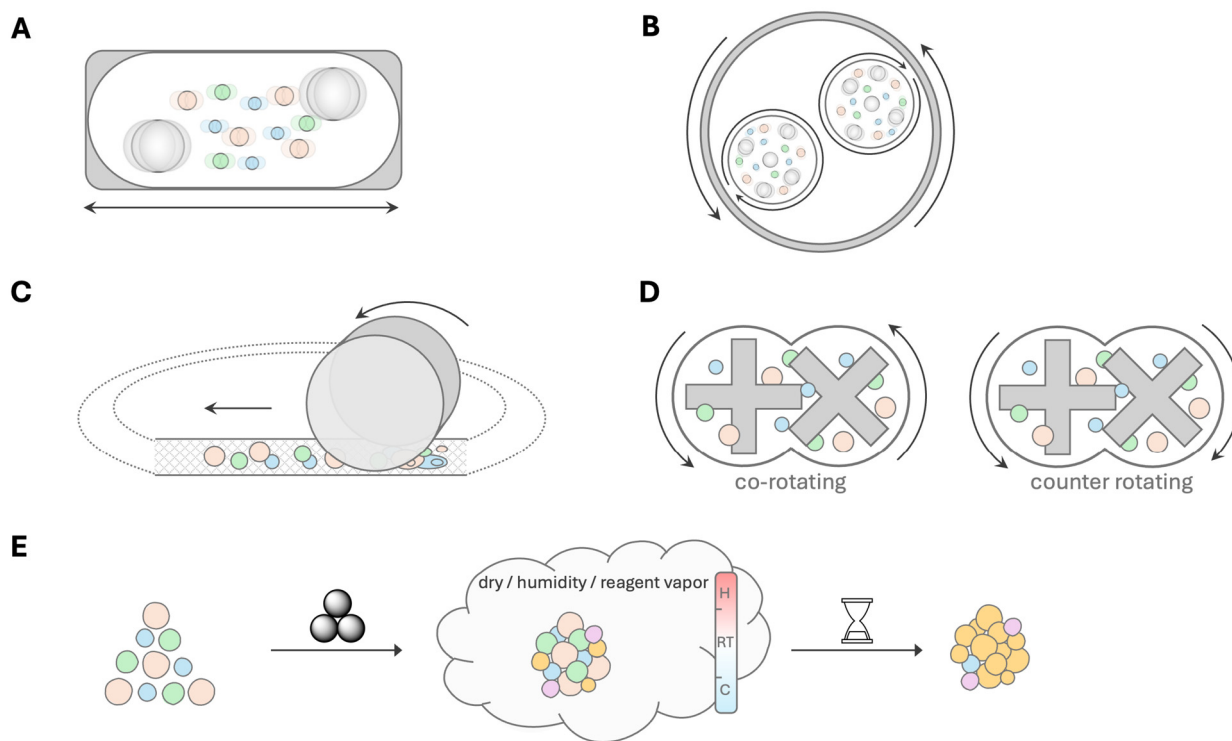 A
B
C
D
co-rotating
counter rotating
E
dry / humidity / reagent vapor
H
RT
C